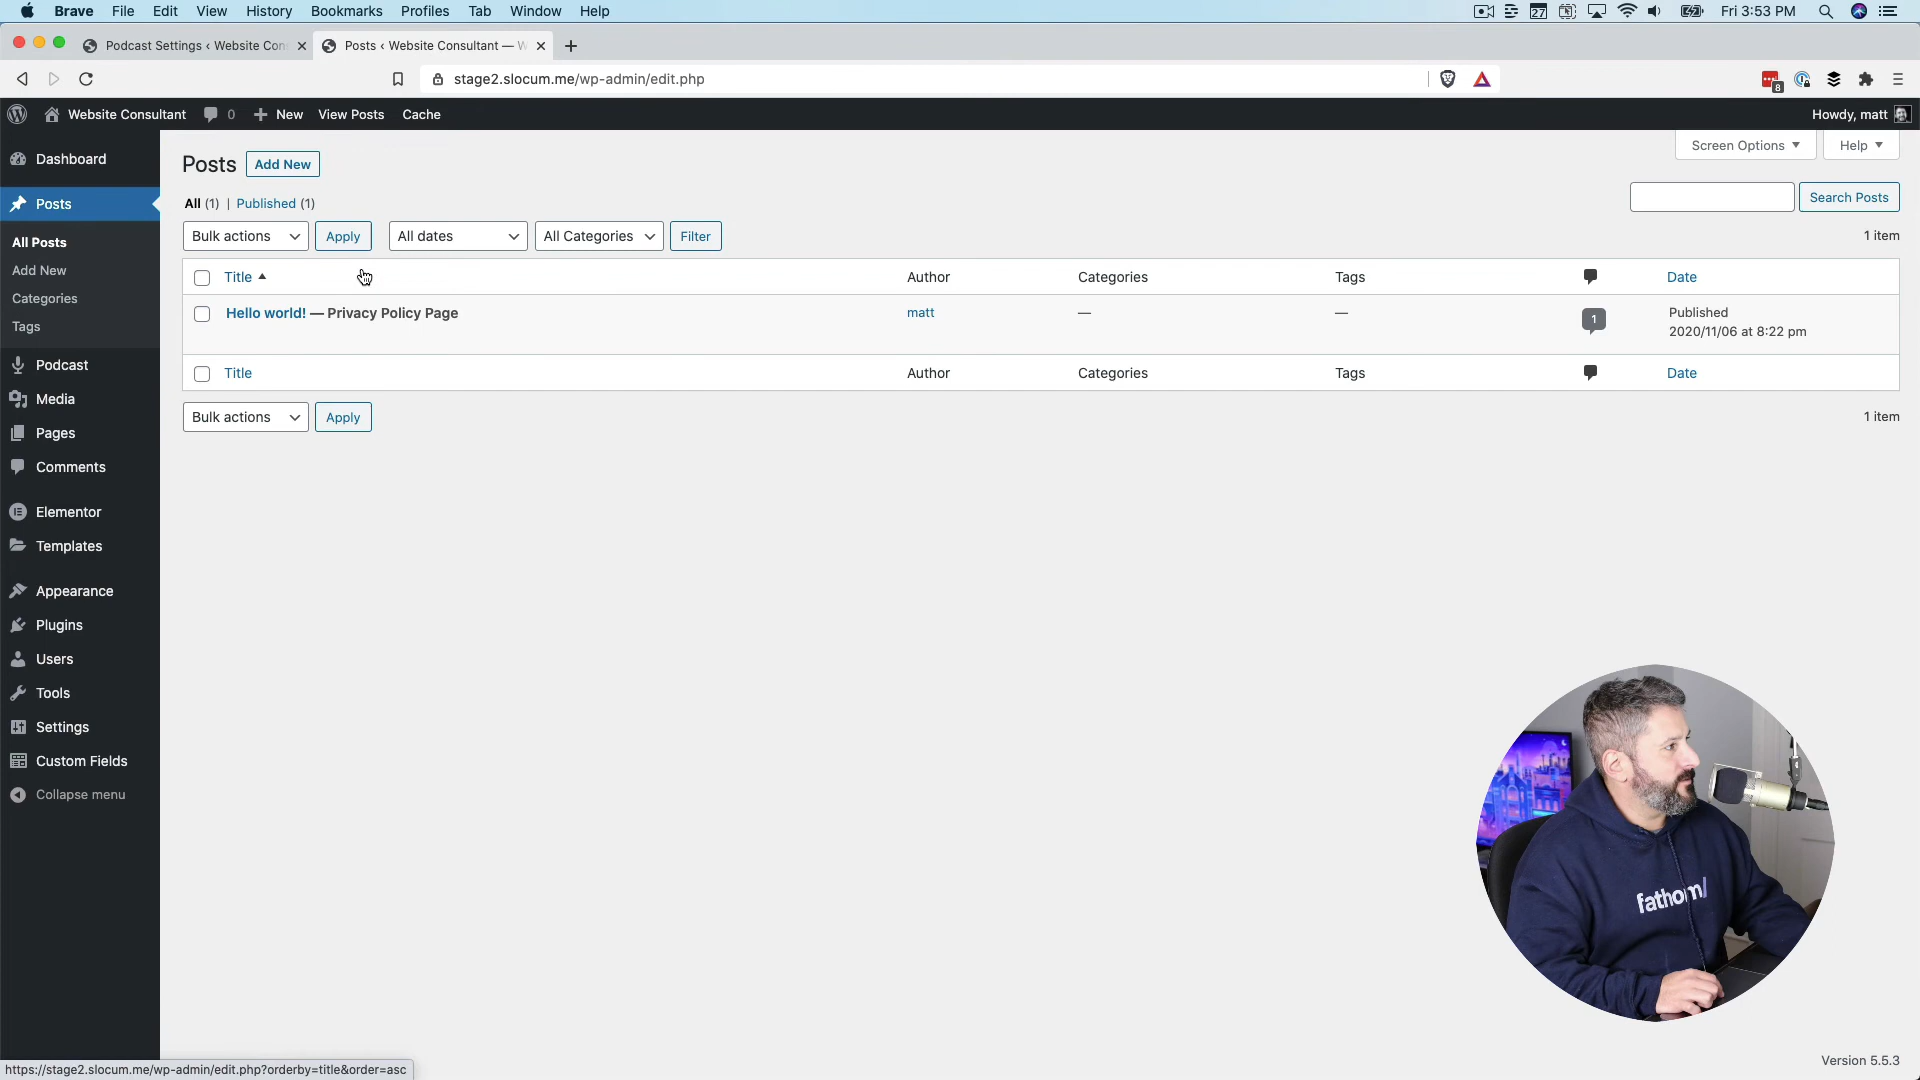 Brave File Edit View History Bookmarks Profiles Tab Window Help
27 Fri 3:53 PM
Podcast Settings ‹ Website Con
Posts ‹ Website Consultant — W
stage2.slocum.me/wp-admin/edit.php
8
Website Consultant 0 New View Posts Cache
Howdy, matt
Dashboard
Posts
All Posts
Add New
Categories
Tags
Podcast
Media
Pages
Comments
Elementor
Templates
Appearance
Plugins
Users
Tools
Settings
Custom Fields
Collapse menu
Posts Add New
Screen Options Help
All (1) | Published (1)
Search Posts
Bulk actions Apply All dates All Categories Filter
1 item
Title Author Categories Tags Date
Hello world! — Privacy Policy Page matt — — 1 Published
2020/11/06 at 8:22 pm
Title Author Categories Tags Date
Bulk actions Apply
1 item
fathom/
Version 5.5.3
https://stage2.slocum.me/wp-admin/edit.php?orderby=title&order=asc